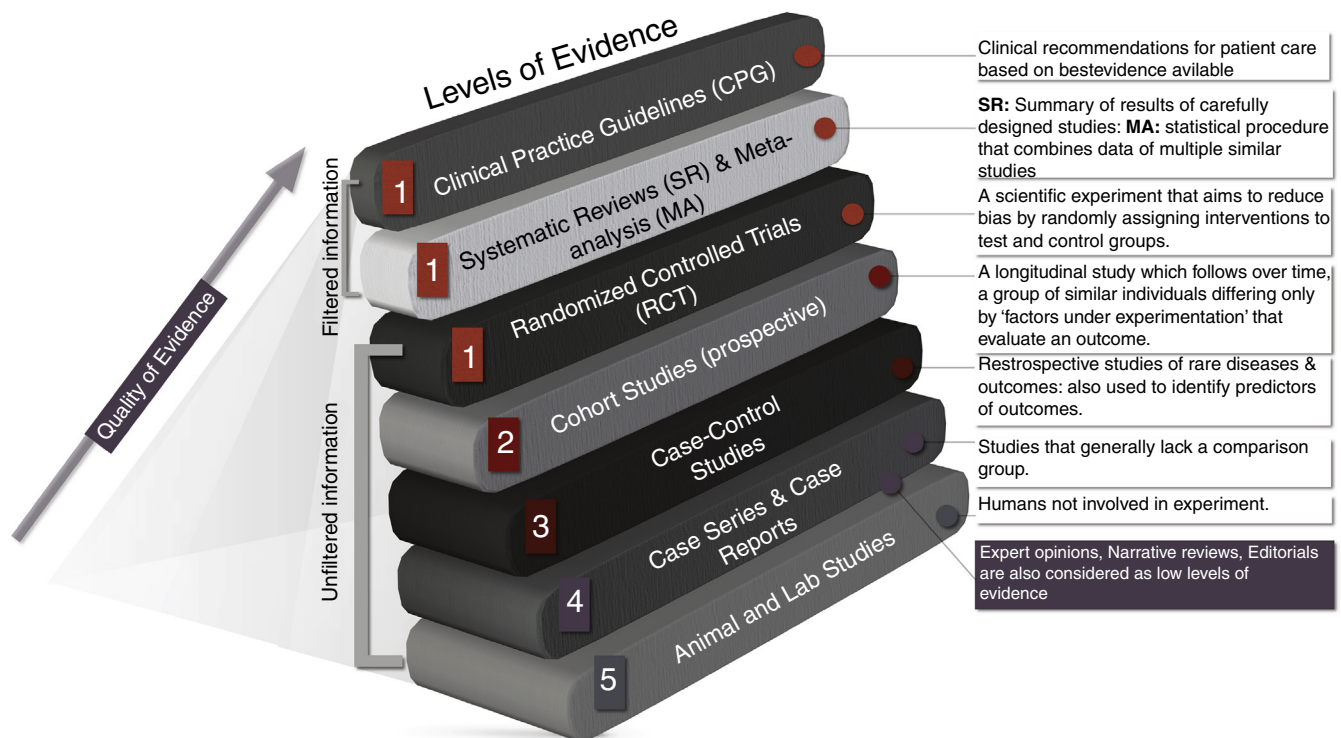 Levels of Evidence
Quality of Evidence
Filtered information
Unfiltered information
1
Clinical Practice Guidelines (CPG)
1
Systematic Reviews (SR) & Meta-
analysis (MA)
1
Randomized Controlled Trials
(RCT)
2
Cohort Studies (prospective)
3
Case-Control
Studies
4
Case Series & Case
Reports
5
Animal and Lab Studies
Clinical recommendations for patient care
based on bestevidence avilable
SR: Summary of results of carefully
designed studies: MA: statistical procedure
that combines data of multiple similar
studies
A scientific experiment that aims to reduce
bias by randomly assigning interventions to
test and control groups.
A longitudinal study which follows over time,
a group of similar individuals differing only
by ‘factors under experimentation’ that
evaluate an outcome.
Restrospective studies of rare diseases &
outcomes: also used to identify predictors
of outcomes.
Studies that generally lack a comparison
group.
Humans not involved in experiment.
Expert opinions, Narrative reviews, Editorials
are also considered as low levels of
evidence